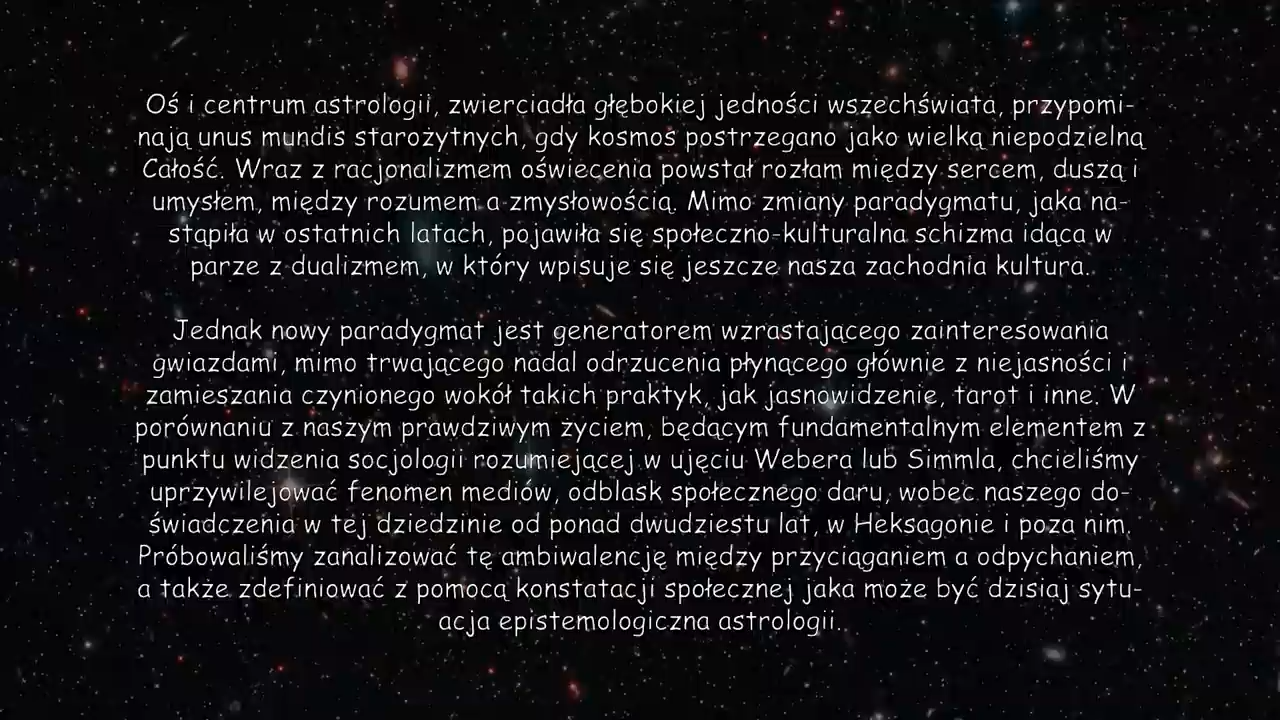 Oś i centrum astrologii, zwierciadła głębokiej jedności wszechświata, przypomi-
nają unus mundis starożytnych, gdy kosmos postrzegano jako wielką niepodzielną
Całość. Wraz z racjonalizmem oświecenia powstał rozłam między sercem, duszą i
umysłem, między rozumem a zmysłowością. Mimo zmiany paradygmatu, jaka na-
stąpiła w ostatnich latach, pojawiła się społeczno-kulturalna schizma idąca w
parze z dualizmem, w który wpisuje się jeszcze nasza zachodnia kultura.
Jednak nowy paradygmat jest generatorem wzrastającego zainteresowania
gwiazdami, mimo trwającego nadal odrzucenia płynącego głównie z niejasności i
zamieszania czynionego wokół takich praktyk, jak jasnowidzenie, tarot i inne. W
porównaniu z naszym prawdziwym życiem, będącym fundamentalnym elementem z
punktu widzenia socjologii rozumiejącej w ujęciu Webera lub Simmla, chcieliśmy
uprzywilejować fenomen mediów, odblask społecznego daru, wobec naszego do-
świadczenia w tej dziedzinie od ponad dwudziestu lat, w Heksagonie i poza nim.
Próbowaliśmy zanalizować tę ambiwalencję między przyciąganiem a odpychaniem,
a także zdefiniować z pomocą konstatacji społecznej jaka może być dzisiaj sytu-
acja epistemologiczna astrologii.